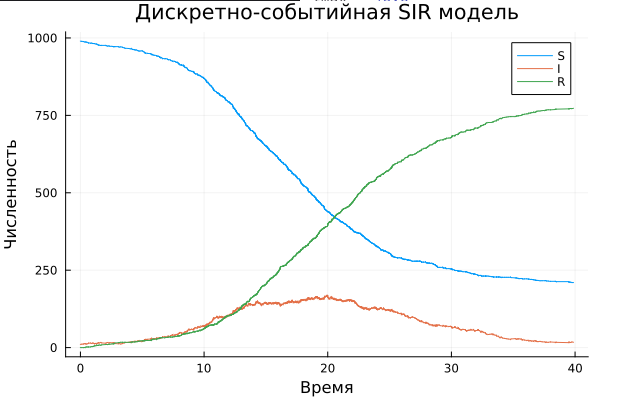 Дискретно-событийная SIR модель
1000
750
500
250
0
Численность
S
I
R
0 10 20 30 40
Время